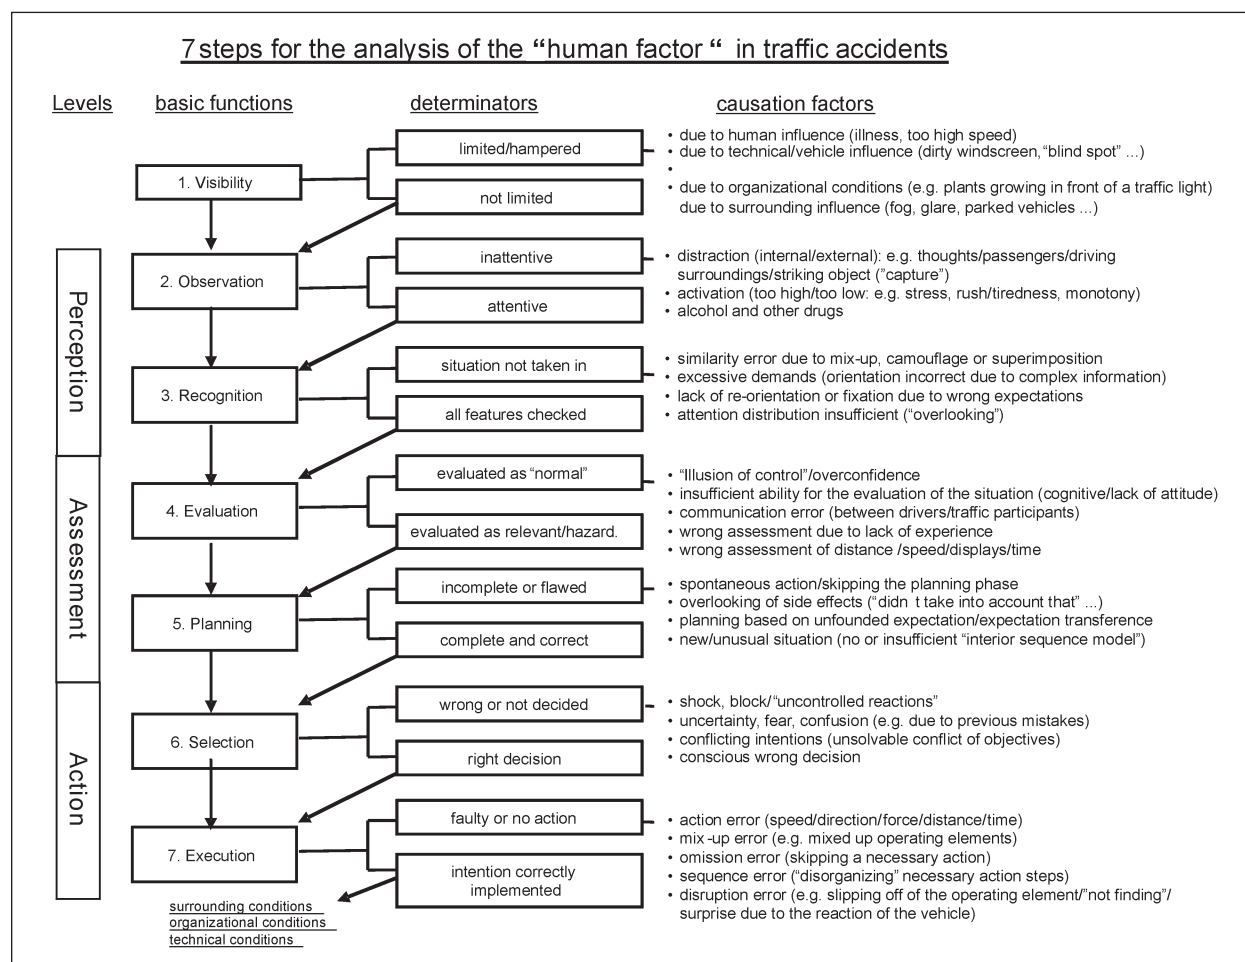 7 steps for the analysis of the “human factor“ in traffic accidents
Levels
basic functions
determinators
causation factors
1. Visibility
limited/hampered
not limited
• due to human influence (illness, too high speed)
• due to technical/vehicle influence (dirty windscreen,“blind spot” ...)
•
• due to organizational conditions (e.g. plants growing in front of a traffic light)
due to surrounding influence (fog, glare, parked vehicles ...)
Perception
2. Observation
inattentive
attentive
• distraction (internal/external): e.g. thoughts/passengers/driving
surroundings/striking object (”capture”)
• activation (too high/too low: e.g. stress, rush/tiredness, monotony)
• alcohol and other drugs
3. Recognition
situation not taken in
all features checked
• similarity error due to mix-up, camouflage or superimposition
• excessive demands (orientation incorrect due to complex information)
• lack of re-orientation or fixation due to wrong expectations
• attention distribution insufficient (“overlooking”)
Assessment
4. Evaluation
evaluated as “normal”
evaluated as relevant/hazard.
• “Illusion of control”/overconfidence
• insufficient ability for the evaluation of the situation (cognitive/lack of attitude)
• communication error (between drivers/traffic participants)
• wrong assessment due to lack of experience
• wrong assessment of distance /speed/displays/time
5. Planning
incomplete or flawed
complete and correct
• spontaneous action/skipping the planning phase
• overlooking of side effects (“didn t take into account that” ...)
• planning based on unfounded expectation/expectation transference
• new/unusual situation (no or insufficient “interior sequence model”)
Action
6. Selection
wrong or not decided
right decision
• shock, block/“uncontrolled reactions”
• uncertainty, fear, confusion (e.g. due to previous mistakes)
• conflicting intentions (unsolvable conflict of objectives)
• conscious wrong decision
7. Execution
faulty or no action
intention correctly
implemented
• action error (speed/direction/force/distance/time)
• mix-up error (e.g. mixed up operating elements)
• omission error (skipping a necessary action)
• sequence error (“disorganizing” necessary action steps)
• disruption error (e.g. slipping off of the operating element/”not finding”/
surprise due to the reaction of the vehicle)
surrounding conditions
organizational conditions
technical conditions